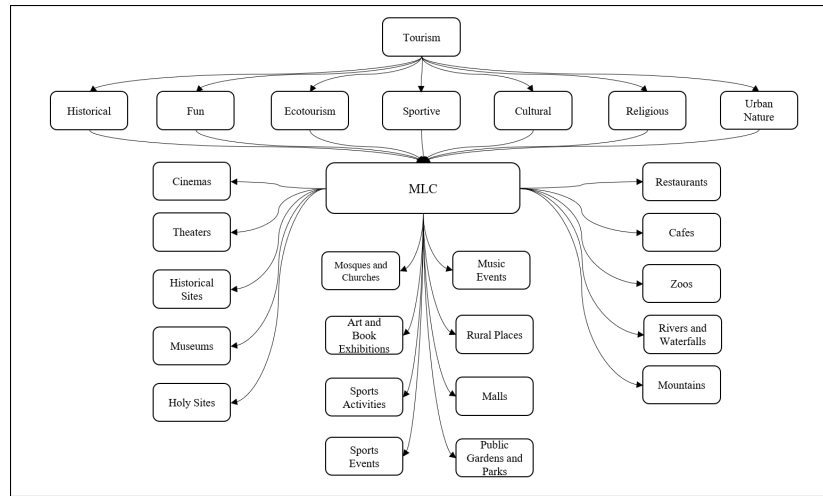 Tourism
Historical
Fun
Ecotourism
Sportive
Cultural
Religious
Urban
Nature
MLC
Cinemas
Theaters
Historical
Sites
Museums
Holy Sites
Mosques and
Churches
Art and
Book
Exhibitions
Sports
Activities
Sports
Events
Music
Events
Rural Places
Malls
Public
Gardens and
Parks
Restaurants
Cafes
Zoos
Rivers and
Waterfalls
Mountains